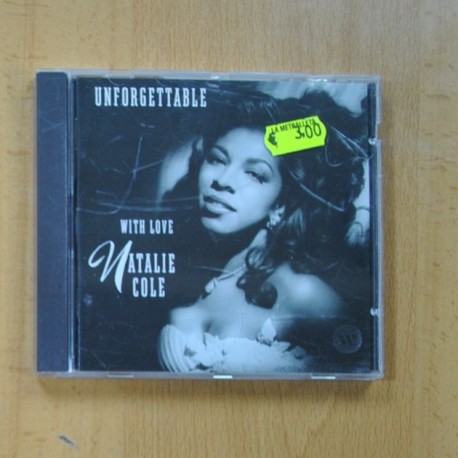 UNFORGETTABLE
LA METRALLETA
€ 3,00
WITH LOVE
NATALIE
COLE